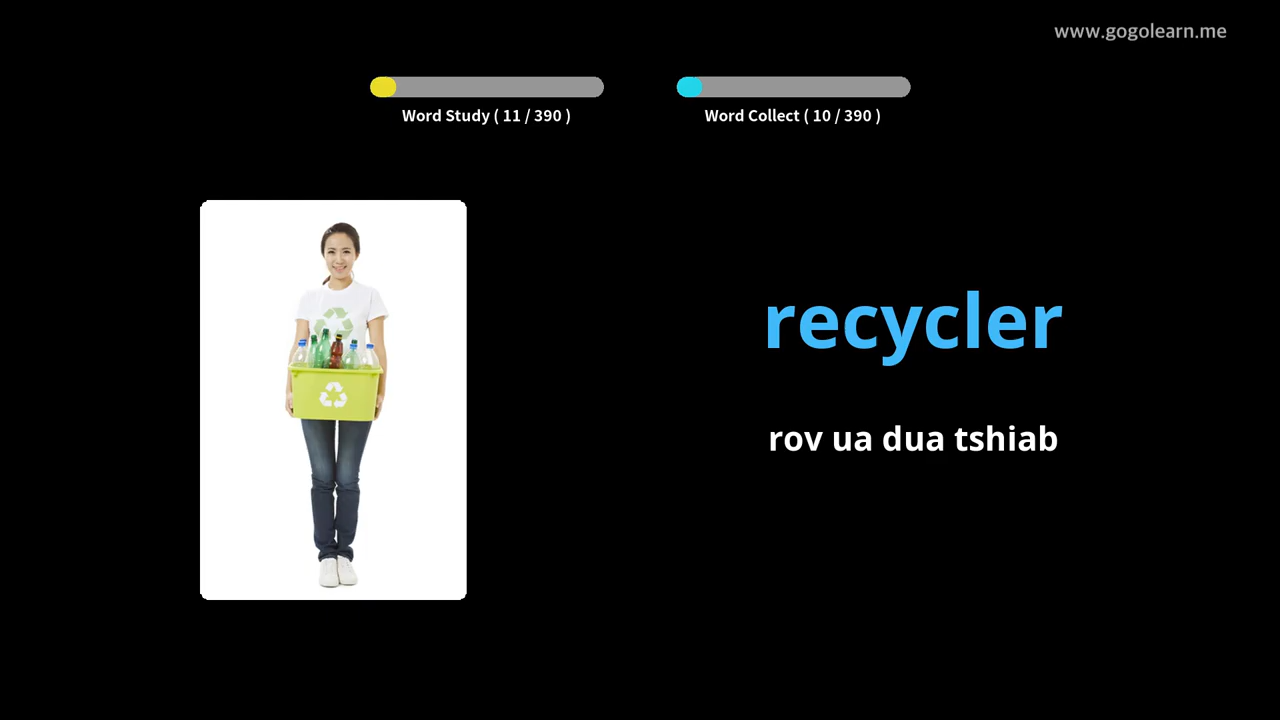 www.gogolearn.me
Word Study ( 11 / 390 )
Word Collect ( 10 / 390 )
recycler
rov ua dua tshiab